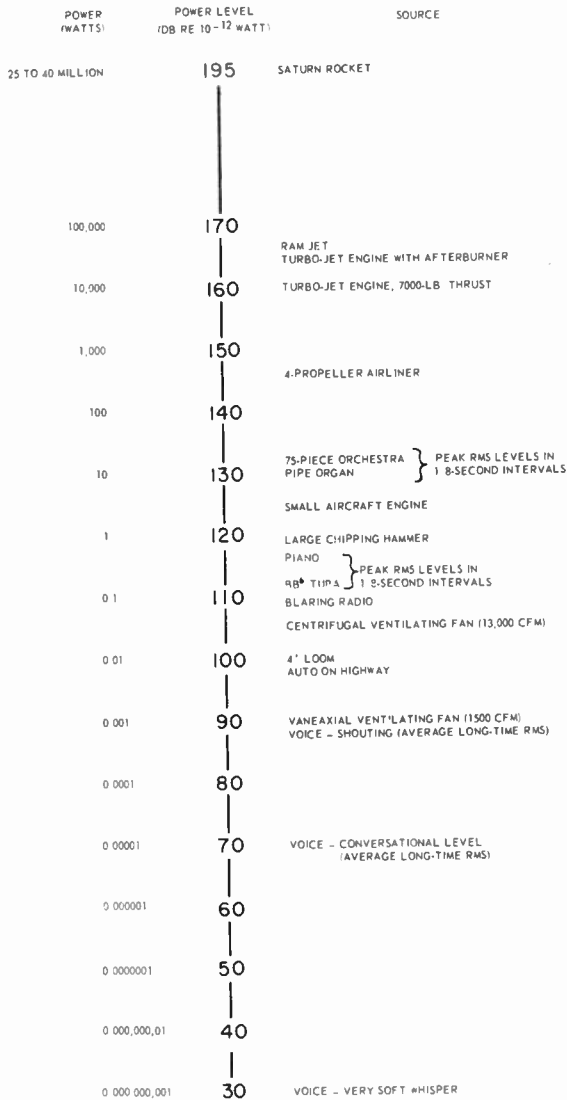 POWER POWER LEVEL SOURCE
(WATTS) (DB RE 10-12 WATT)
25 TO 40 MILLION 195 SATURN ROCKET
100,000 170
RAM JET
TURBO-JET ENGINE WITH AFTERBURNER
10,000 160 TURBO-JET ENGINE, 7000-LB THRUST
1,000 150
4-PROPELLER AIRLINER
100 140
75-PIECE ORCHESTRA PEAK RMS LEVELS IN
10 130 PIPE ORGAN 1 8-SECOND INTERVALS
SMALL AIRCRAFT ENGINE
1 120 LARGE CHIPPING HAMMER
PIANO
PEAK RMS LEVELS IN
BB♭ TUBA 1 8-SECOND INTERVALS
0 1 110 BLARING RADIO
CENTRIFUGAL VENTILATING FAN (13,000 CFM)
0 01 100 4' LOOM
AUTO ON HIGHWAY
0 001 90 VANEAXIAL VENTILATING FAN (1500 CFM)
VOICE - SHOUTING (AVERAGE LONG-TIME RMS)
0 0001 80
0 00001 70 VOICE - CONVERSATIONAL LEVEL
(AVERAGE LONG-TIME RMS)
0 000001 60
0 0000001 50
0 000,000,01 40
0 000 000,001 30 VOICE - VERY SOFT WHISPER